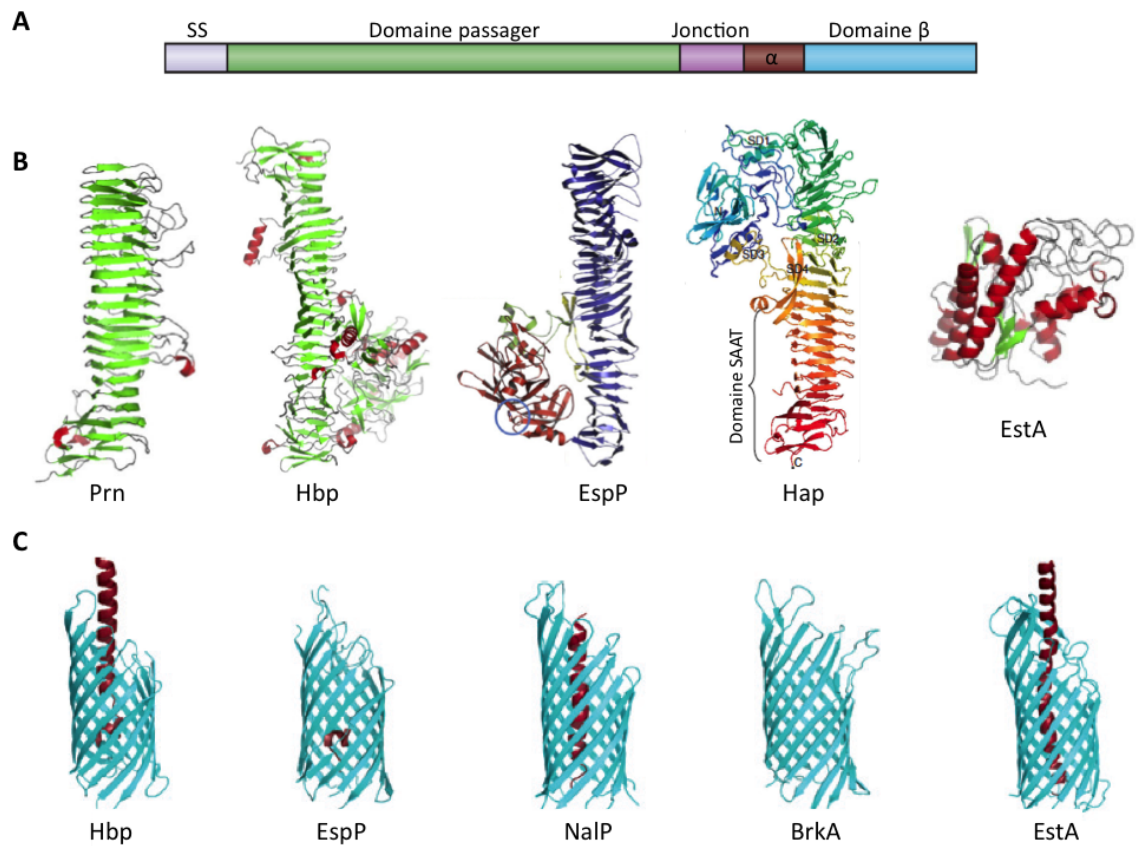 A
SS Domaine passager Jonction Domaine β
α
B
SD1
N
SD2
SD3
SD4
Domaine SAAT
C
Prn Hbp EspP Hap EstA
C
Hbp EspP NalP BrkA EstA